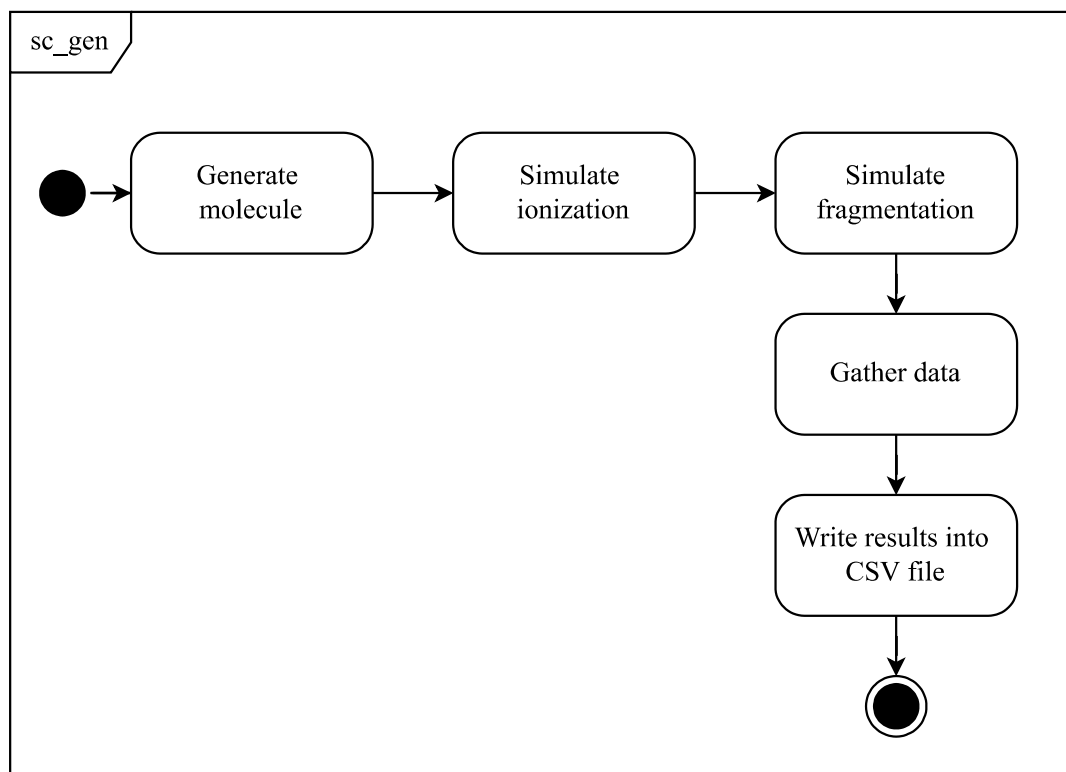 sc_gen
Generate
molecule
Simulate
ionization
Simulate
fragmentation
Gather data
Write results into
CSV file